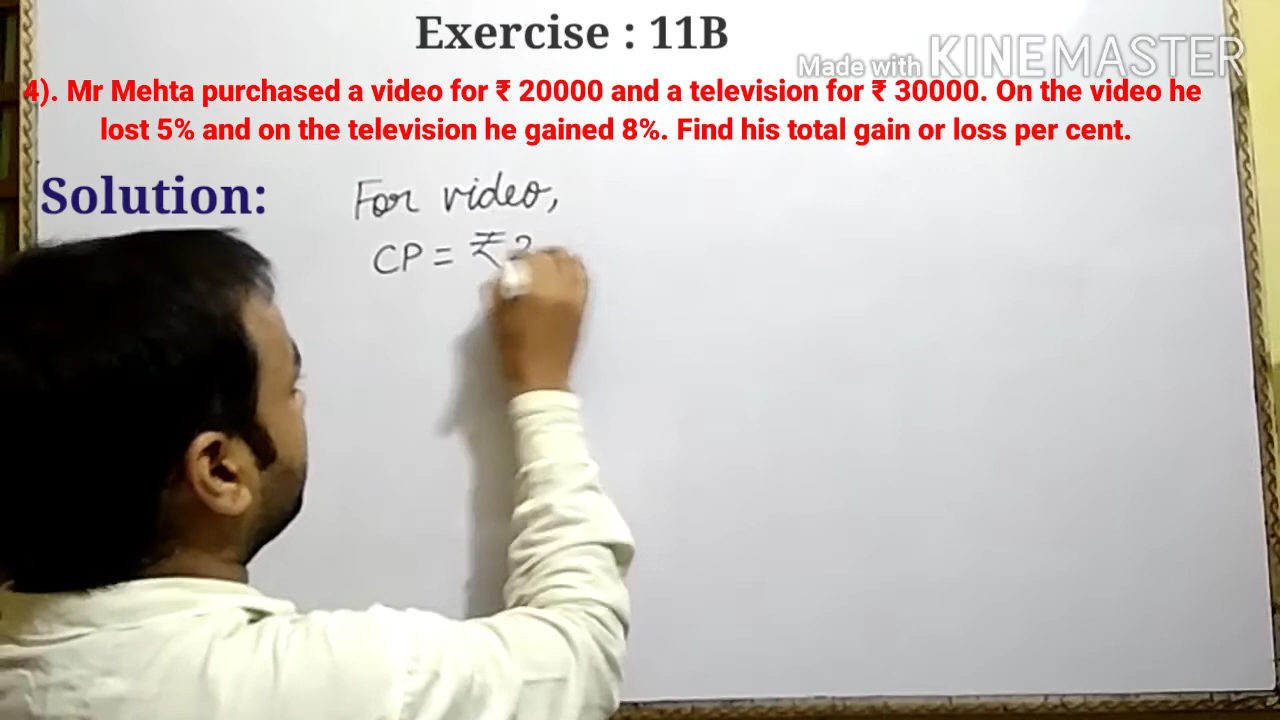 Exercise : 11B
Made with KINEMASTER
4). Mr Mehta purchased a video for ₹ 20000 and a television for ₹ 30000. On the video he
lost 5% and on the television he gained 8%. Find his total gain or loss per cent.
Solution:
For video,
CP = ₹ 2